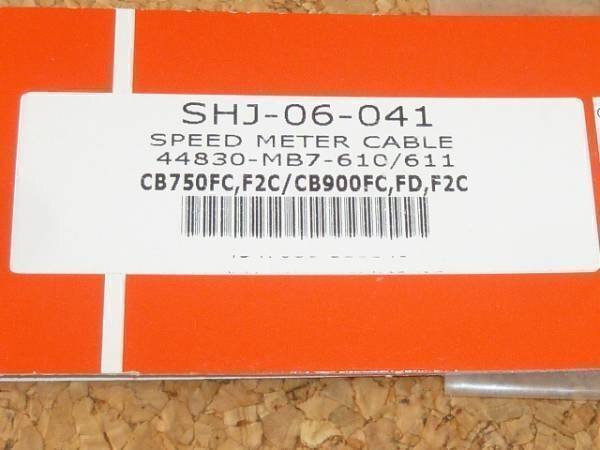 SHJ-06-041
SPEED METER CABLE
44830-MB7-610/611
CB750FC,F2C/CB900FC,FD,F2C